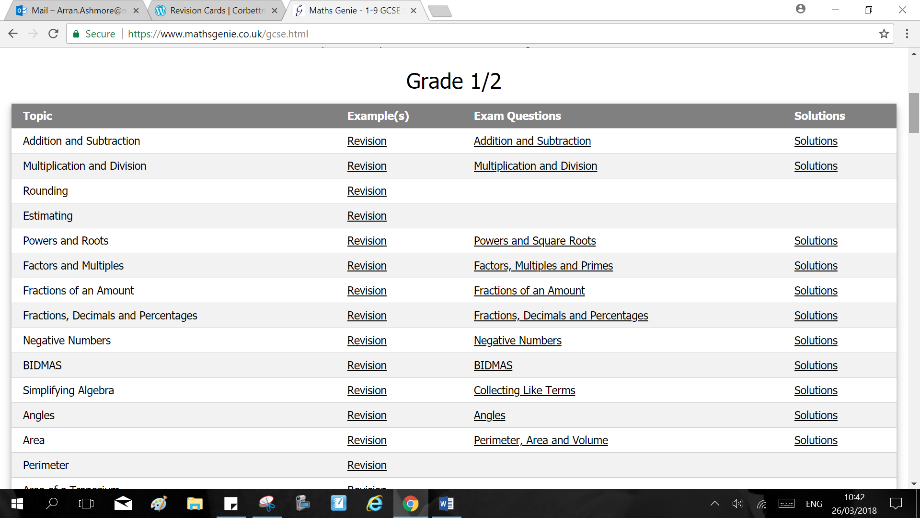 Mail – Arran.Ashmore@
Revision Cards | Corbett
Maths Genie - 1-9 GCSE
Secure https://www.mathsgenie.co.uk/gcse.html
Grade 1/2
Topic Example(s) Exam Questions Solutions
Addition and Subtraction Revision Addition and Subtraction Solutions
Multiplication and Division Revision Multiplication and Division Solutions
Rounding Revision
Estimating Revision
Powers and Roots Revision Powers and Square Roots Solutions
Factors and Multiples Revision Factors, Multiples and Primes Solutions
Fractions of an Amount Revision Fractions of an Amount Solutions
Fractions, Decimals and Percentages Revision Fractions, Decimals and Percentages Solutions
Negative Numbers Revision Negative Numbers Solutions
BIDMAS Revision BIDMAS Solutions
Simplifying Algebra Revision Collecting Like Terms Solutions
Angles Revision Angles Solutions
Area Revision Perimeter, Area and Volume Solutions
Perimeter Revision
Area of a Trapezium Revision
ENG
10:42
26/03/2018